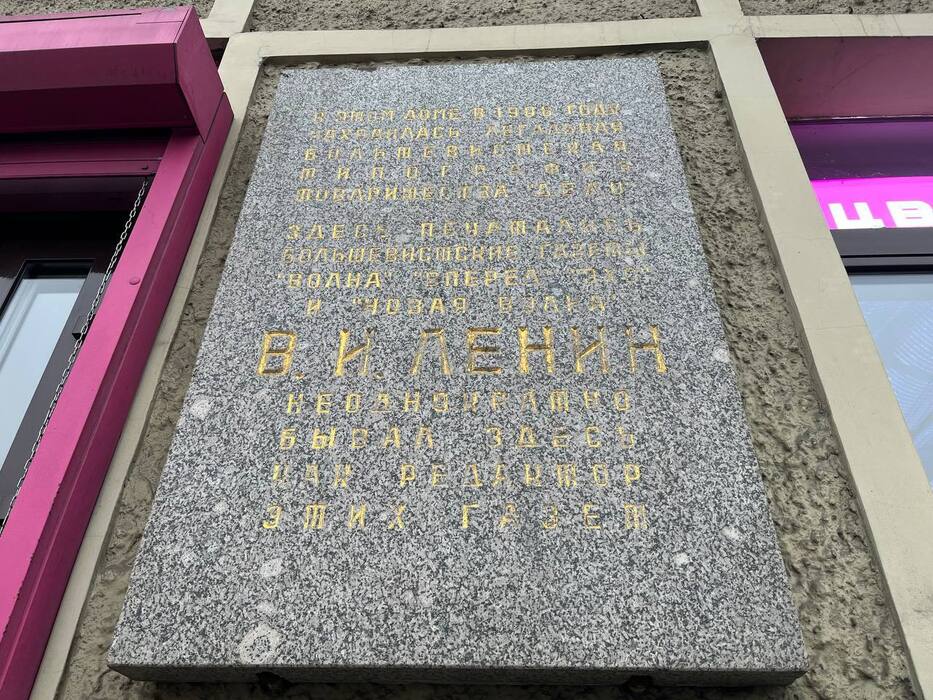 В ЭТОМ ДОМЕ В 1906 ГОДУ
НАХОДИЛАСЬ ЛЕГАЛЬНАЯ
БОЛЬШЕВИСТСКАЯ
ТИПОГРАФИЯ
ТОВАРИЩЕСТВА "ДЕЛО"
ЗДЕСЬ ПЕЧАТАЛИСЬ
БОЛЬШЕВИСТСКИЕ ГАЗЕТЫ
"ВОЛНА" "ВПЕРЕД" "ЭХО"
И "НОВАЯ ВОЛНА"
В. И. ЛЕНИН
НЕОДНОКРАТНО
БЫВАЛ ЗДЕСЬ
КАК РЕДАКТОР
ЭТИХ ГАЗЕТ